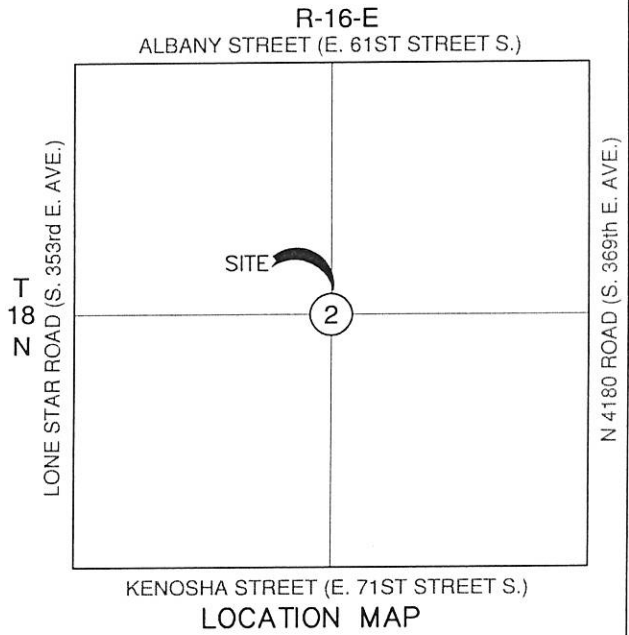 R-16-E
ALBANY STREET (E. 61ST STREET S.)
LONE STAR ROAD (S. 353rd E. AVE.)
T
18
N
SITE
2
N 4180 ROAD (S. 369th E. AVE.)
KENOSHA STREET (E. 71ST STREET S.)
LOCATION MAP